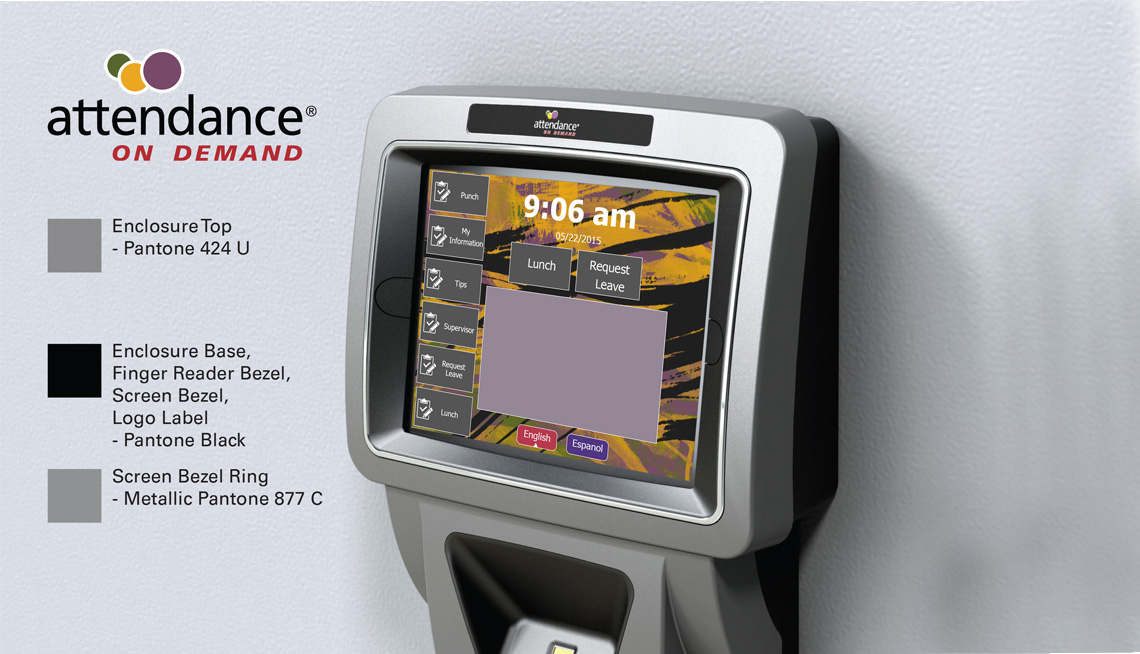 attendance®
ON DEMAND
Enclosure Top
- Pantone 424 U
Enclosure Base,
Finger Reader Bezel,
Screen Bezel,
Logo Label
- Pantone Black
Screen Bezel Ring
- Metallic Pantone 877 C
attendance®
ON DEMAND
Punch
My
Information
Tips
Supervisor
Request
Leave
Lunch
9:06 am
05/22/2015
Lunch
Request
Leave
English
Espanol